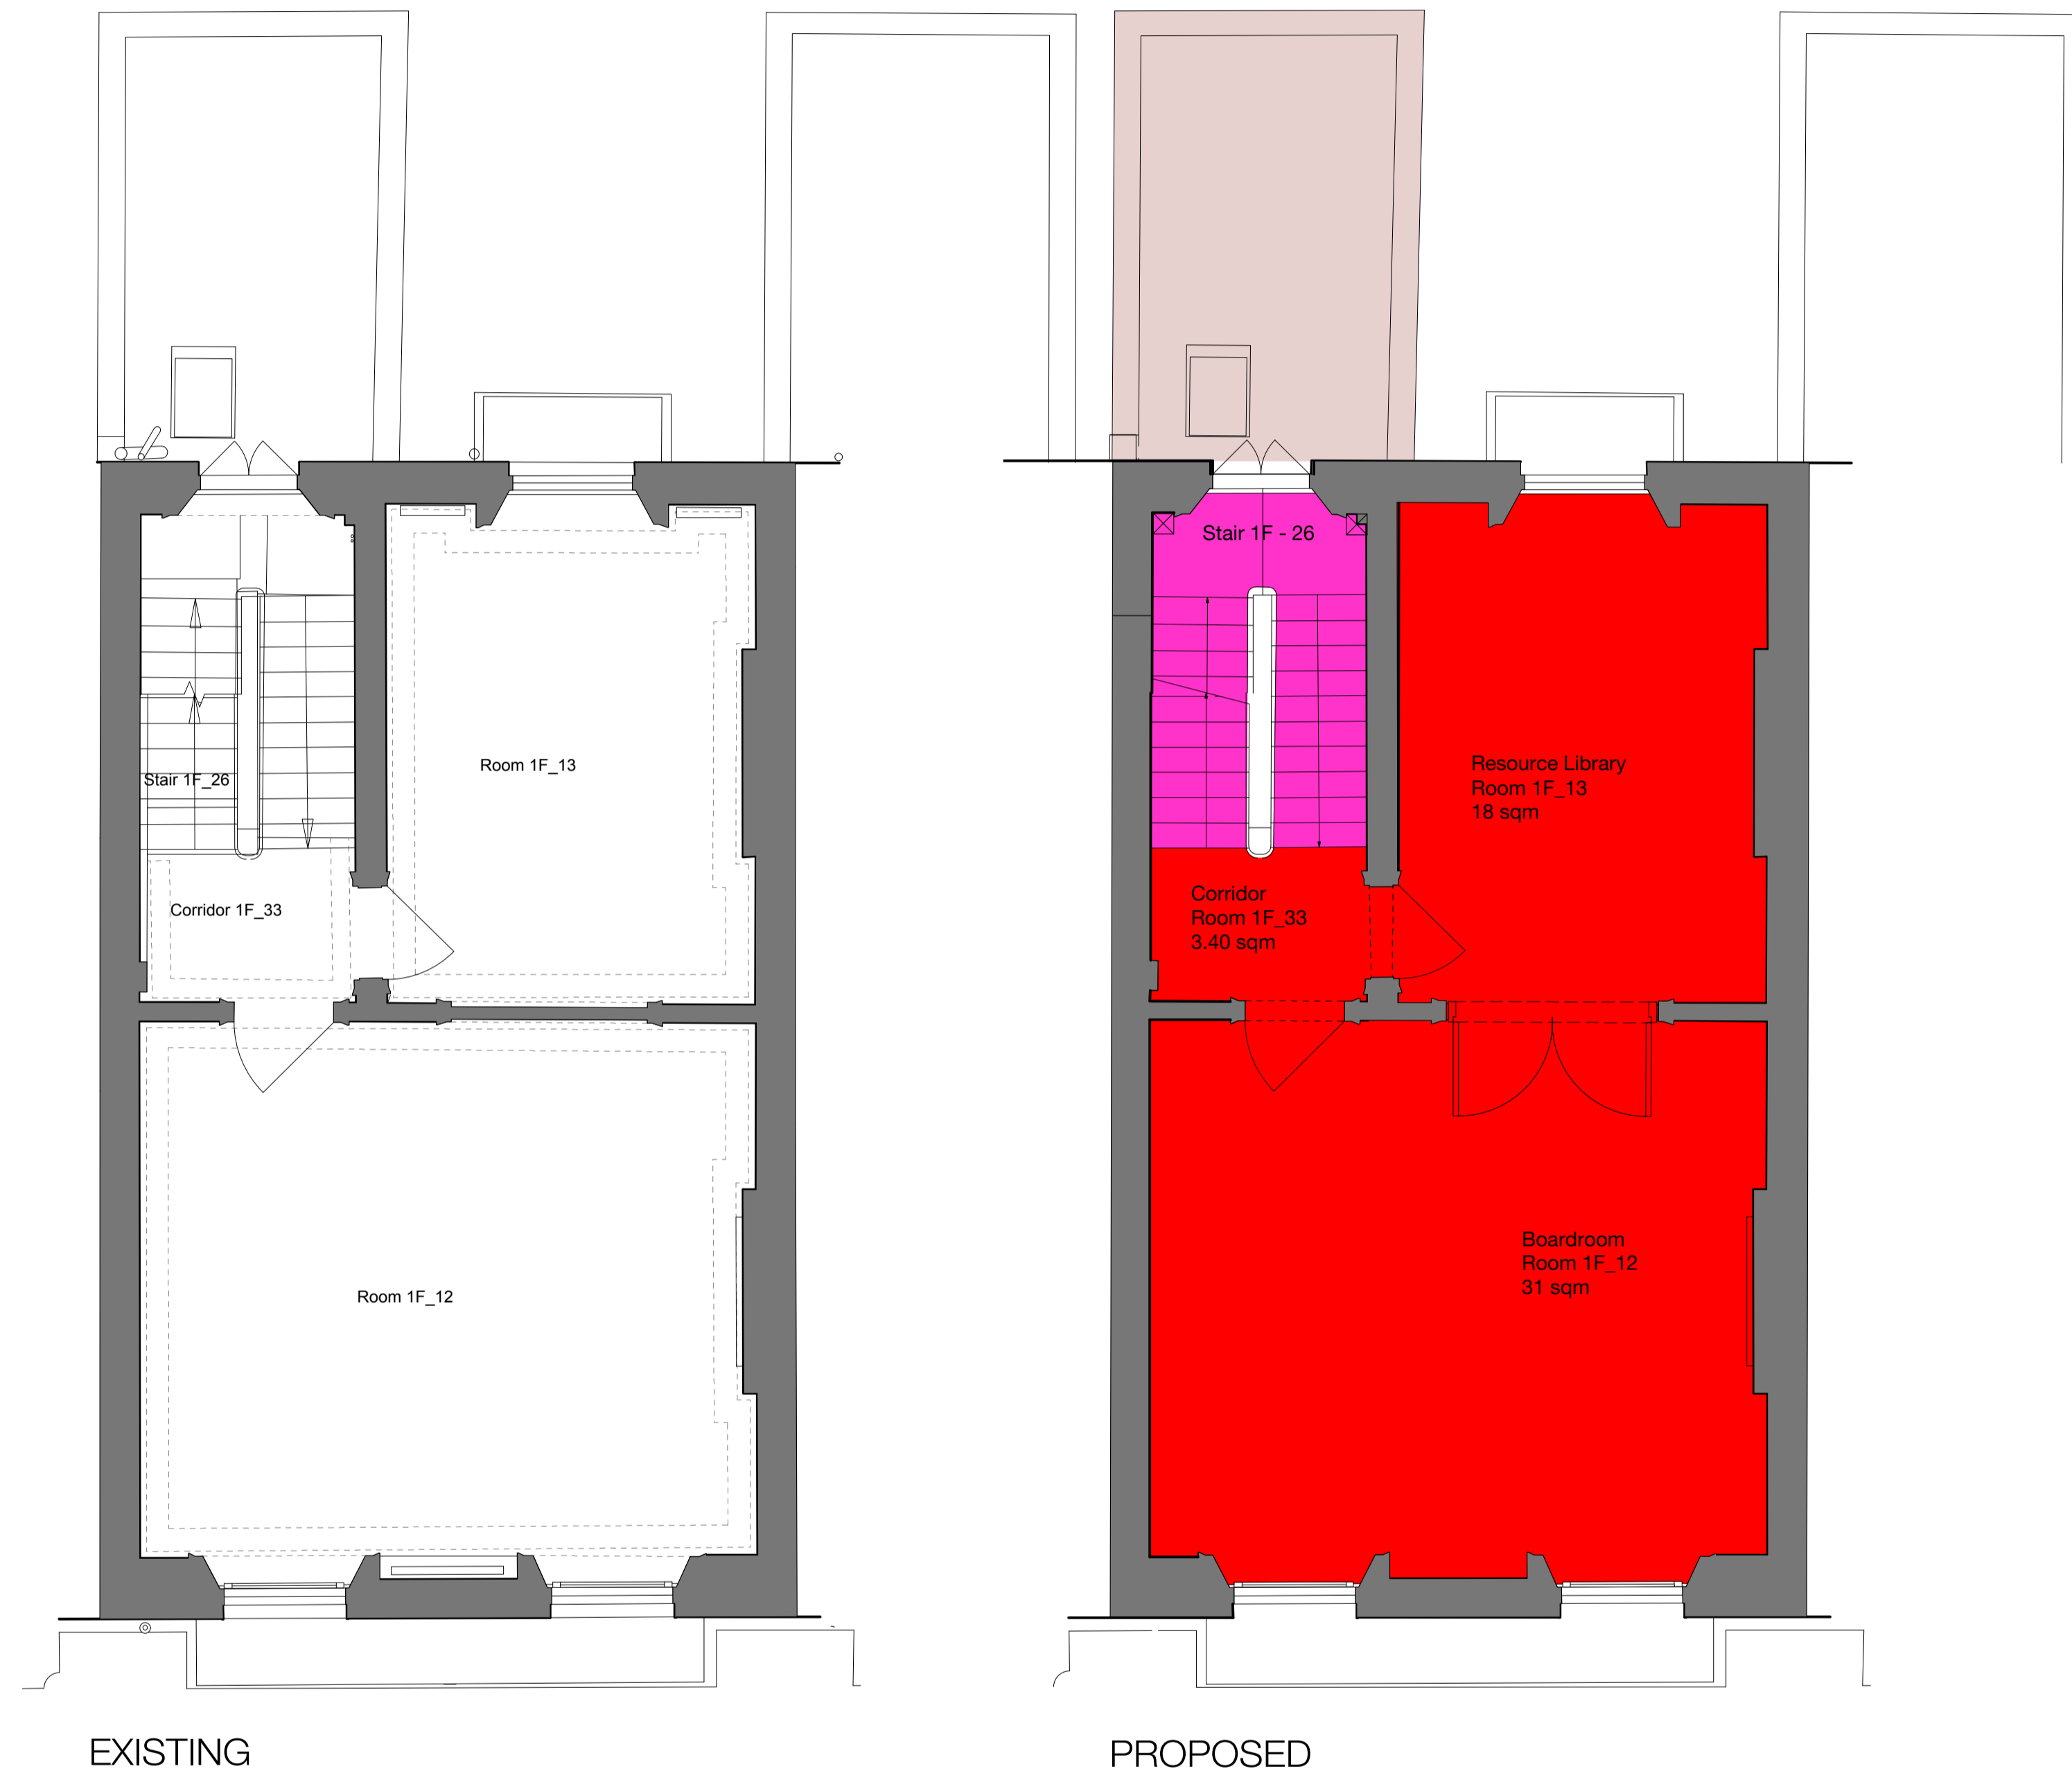 Room 1F_13
Stair 1F_26
Corridor 1F_33
Room 1F_12
EXISTING
Stair 1F - 26
Resource Library
Room 1F_13
18 sqm
Corridor
Room 1F_33
3.40 sqm
Boardroom
Room 1F_12
31 sqm
PROPOSED